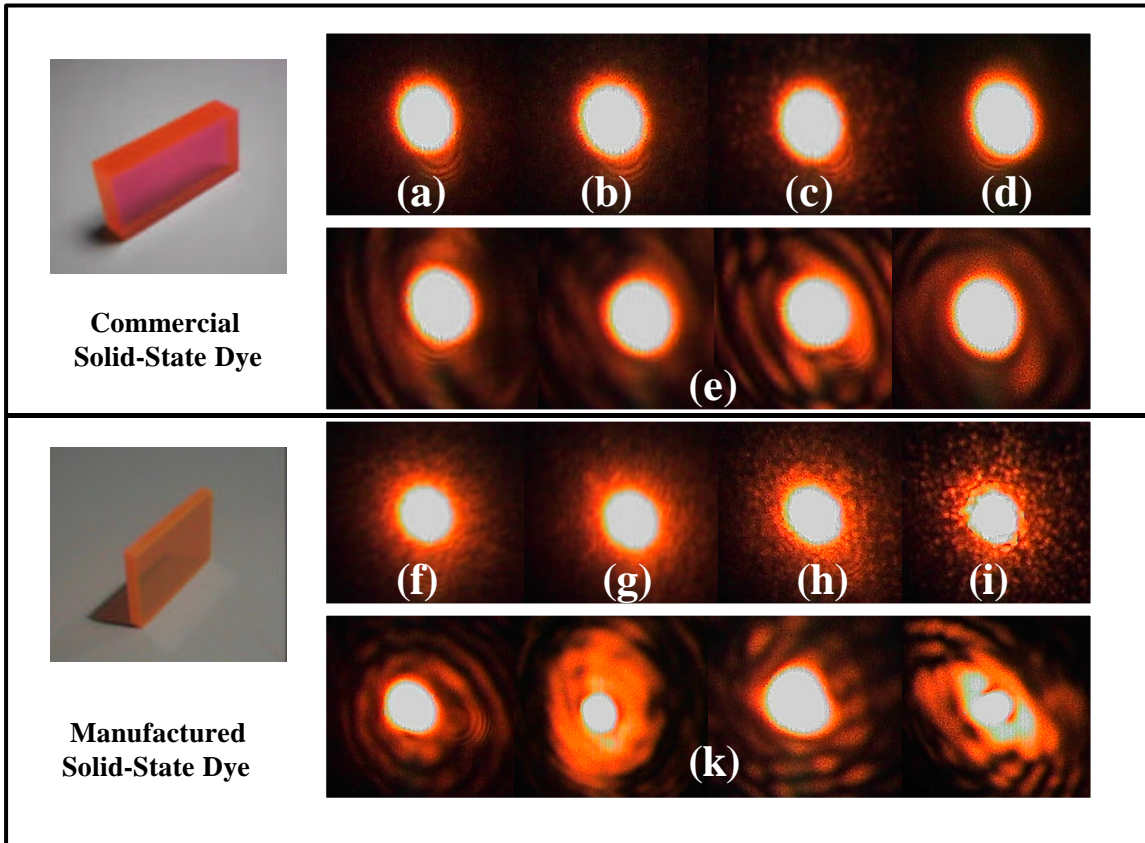 (a) (b) (c) (d)
Commercial
Solid-State Dye
(e)
(f) (g) (h) (i)
Manufactured
Solid-State Dye
(k)